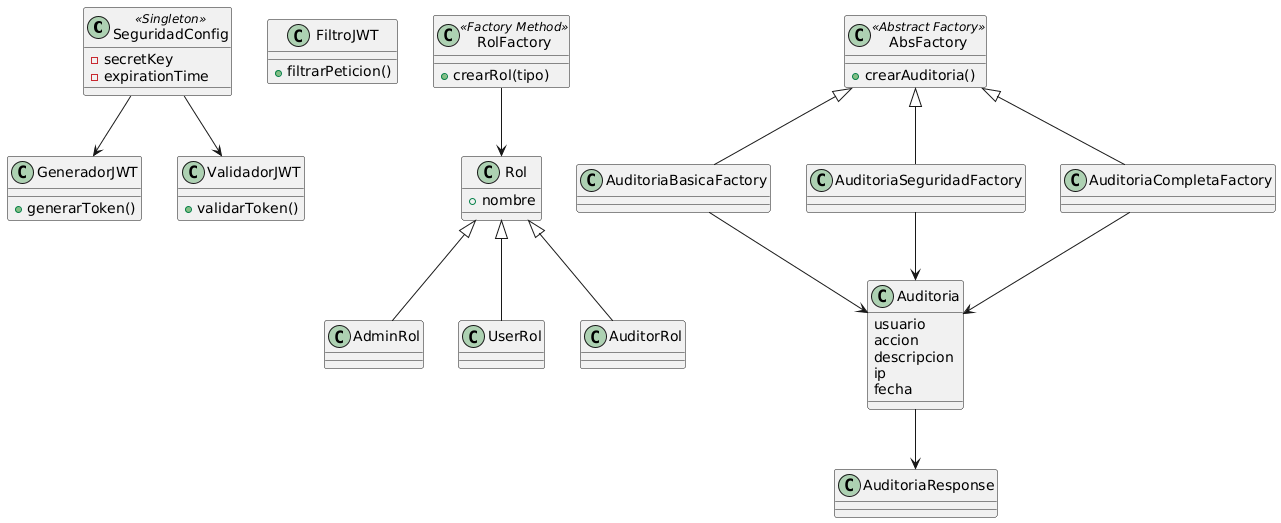 C
«Singleton»
SeguridadConfig
secretKey
expirationTime
C FiltroJWT
filtrarPeticion()
C
«Factory Method»
RolFactory
crearRol(tipo)
C
«Abstract Factory»
AbsFactory
crearAuditoria()
C GeneradorJWT
generarToken()
C ValidadorJWT
validarToken()
C Rol
nombre
C AuditoriaBasicaFactory
C AuditoriaSeguridadFactory
C AuditoriaCompletaFactory
C Auditoria
usuario
accion
descripcion
ip
fecha
C AdminRol
C UserRol
C AuditorRol
C AuditoriaResponse